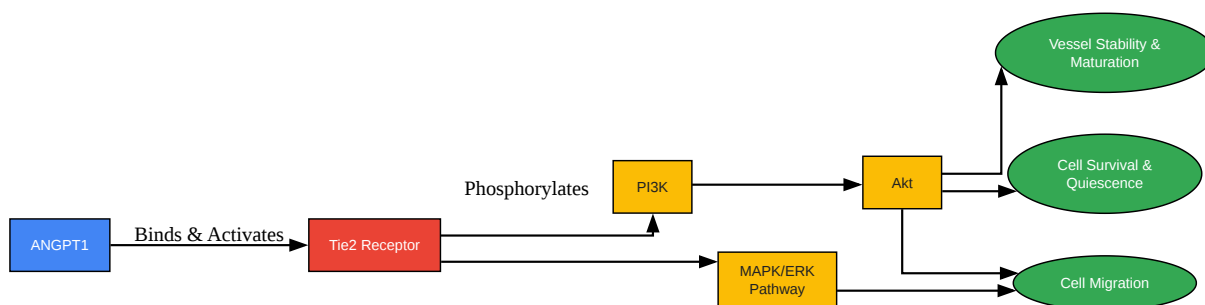 Vessel Stability &
Maturation
Cell Survival &
Quiescence
Phosphorylates
PI3K
Akt
ANGPT1
Binds & Activates
Tie2 Receptor
MAPK/ERK
Pathway
Cell Migration